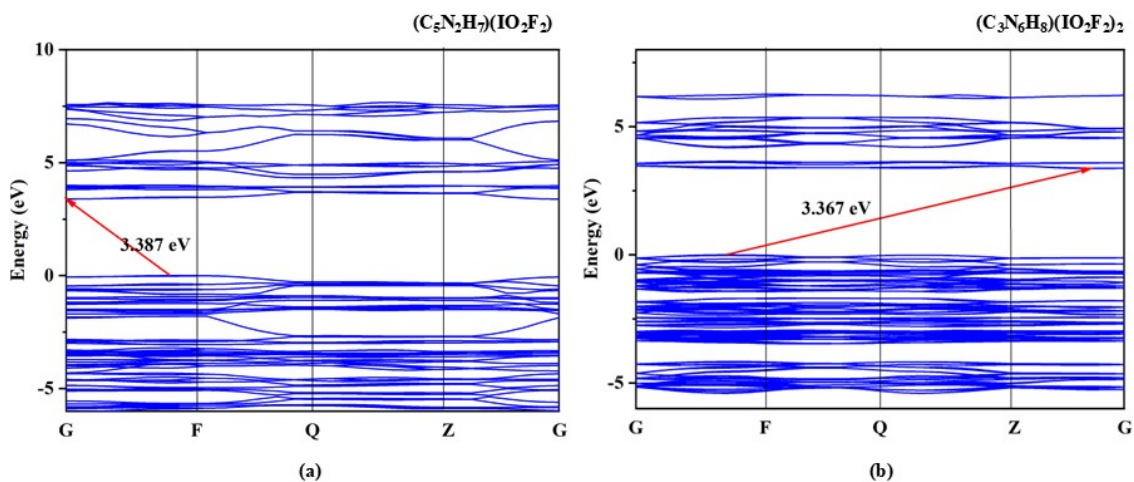 (C₅N₂H₇)(IO₂F₂)
10
5
0
-5
Energy (eV)
3.387 eV
G F Q Z G
(a)
(C₃N₆H₈)(IO₂F₂)₂
5
0
-5
Energy (eV)
3.367 eV
G F Q Z G
(b)